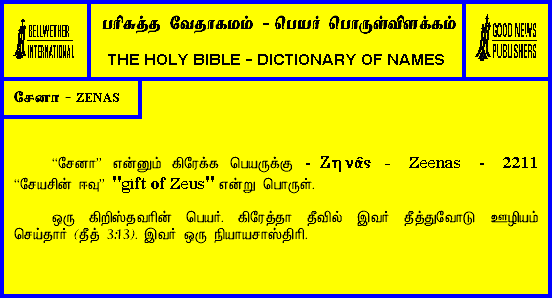 BELLWETHER
INTERNATIONAL
பரிசுத்த வேதாகமம் - பெயர் பொருள்விளக்கம்
THE HOLY BIBLE - DICTIONARY OF NAMES
GOOD NEWS
PUBLISHERS
சேனா - ZENAS
“சேனா” என்னும் கிரேக்க பெயருக்கு - Ζηνᾶς - Zeenas - 2211
“சேயசின் ஈவு” "gift of Zeus" என்று பொருள்.
ஒரு கிறிஸ்தவரின் பெயர். கிரேத்தா தீவில் இவர் தீத்துவோடு ஊழியம்
செய்தார் (தீத் 3:13). இவர் ஒரு நியாயசாஸ்திரி.